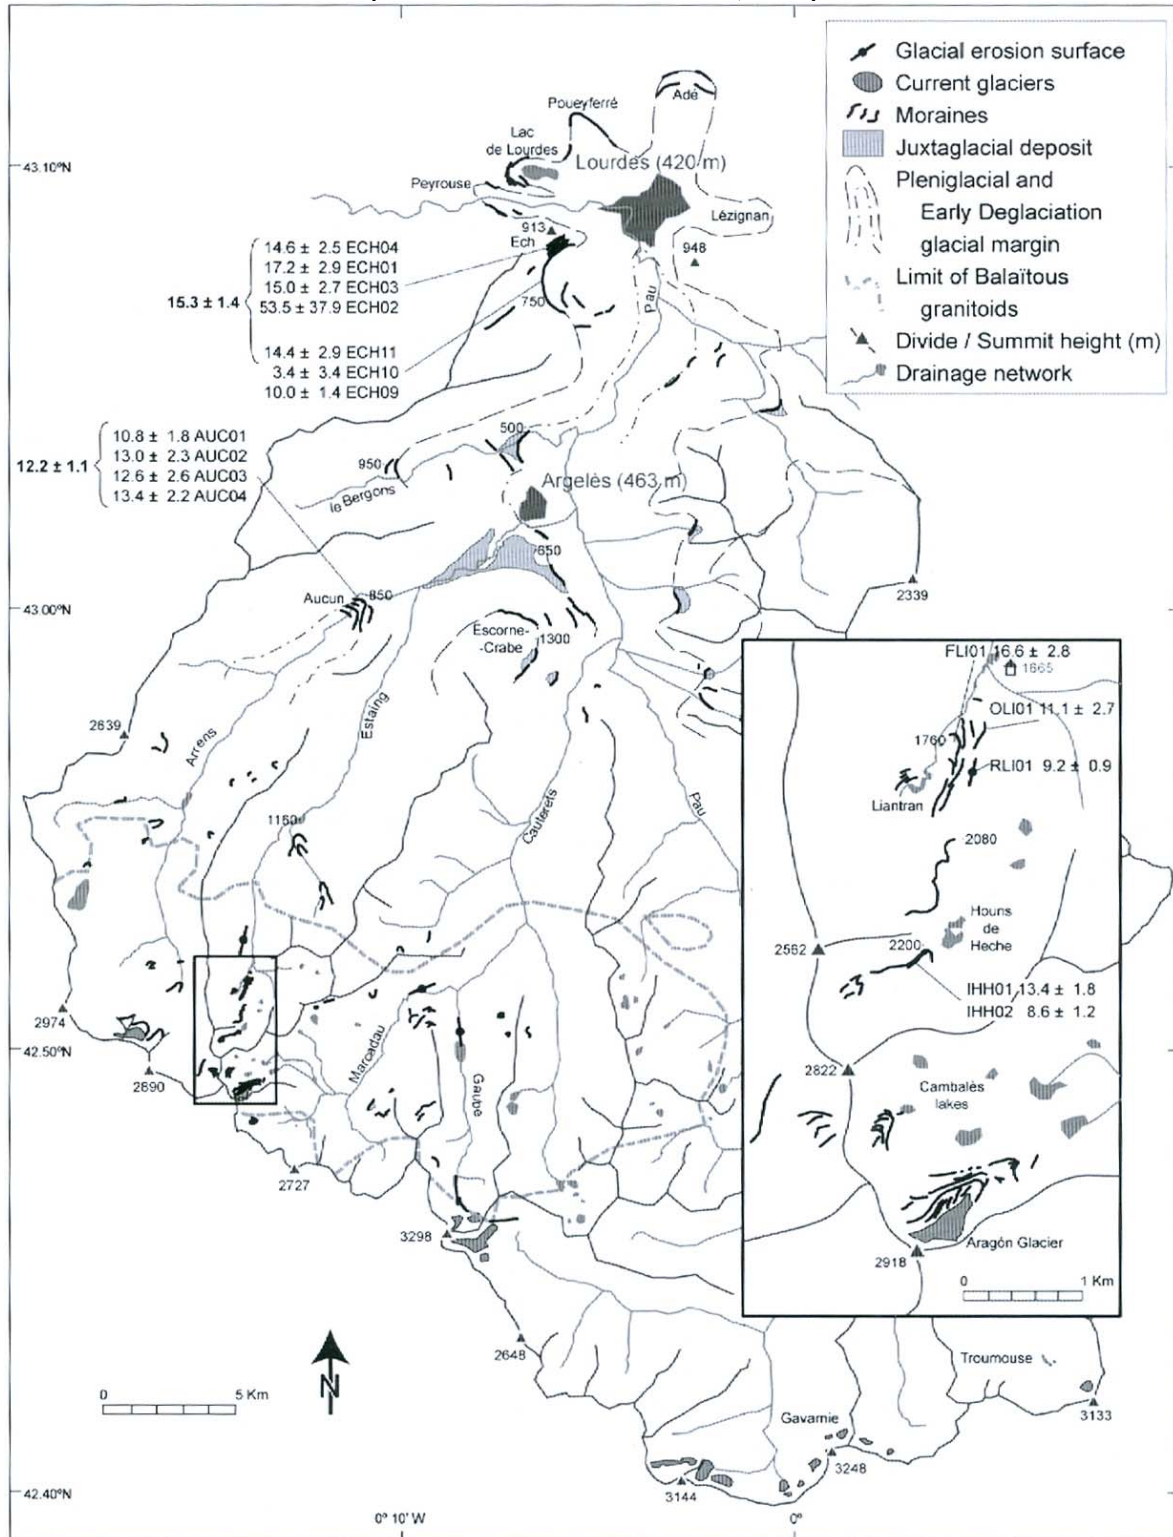 Glacial erosion surface
Current glaciers
Moraines
Juxtaglacial deposit
Pleniglacial and
Early Deglaciation
glacial margin
Limit of Balaïtous
granitoids
Divide / Summit height (m)
Drainage network
Adé
Poueyferré
Lac
de Lourdes
Lourdes (420 m)
43.10ºN
Peyrouse
Lézignan
913
Ech
948
14.6 ± 2.5 ECH04
17.2 ± 2.9 ECH01
15.0 ± 2.7 ECH03
53.5 ± 37.9 ECH02
15.3 ± 1.4
14.4 ± 2.9 ECH11
3.4 ± 3.4 ECH10
10.0 ± 1.4 ECH09
750
Pau
10.8 ± 1.8 AUC01
13.0 ± 2.3 AUC02
12.6 ± 2.6 AUC03
13.4 ± 2.2 AUC04
12.2 ± 1.1
500
950
le Bergons
Argelès (463 m)
650
850
Aucun
43.00ºN
2339
Escorne-
-Crabe
1300
2639
Arrens
Estaing
Cauterets
Pau
1150
2974
2890
42.50ºN
Marcadau
Gaube
2727
3298
2648
FLI01 16.6 ± 2.8
1665
OLI01 11.1 ± 2.7
1760
RLI01 9.2 ± 0.9
Liantran
2080
Houns
de
Heche
2562
2200
IHH01 13.4 ± 1.8
IHH02 8.6 ± 1.2
2822
Cambalès
lakes
Aragón Glacier
2918
0 1 Km
N
0 5 Km
Troumouse
3133
Gavarnie
3248
3144
42.40ºN
0º 10' W
0º